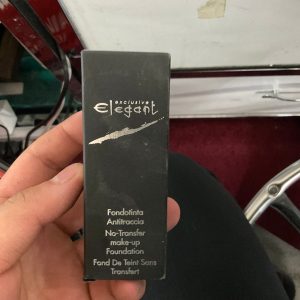 exclusive
Elegant
Fondotinta
Antitraccia
No-Transfer
make-up
Foundation
Fond De Teint Sans
Transfert